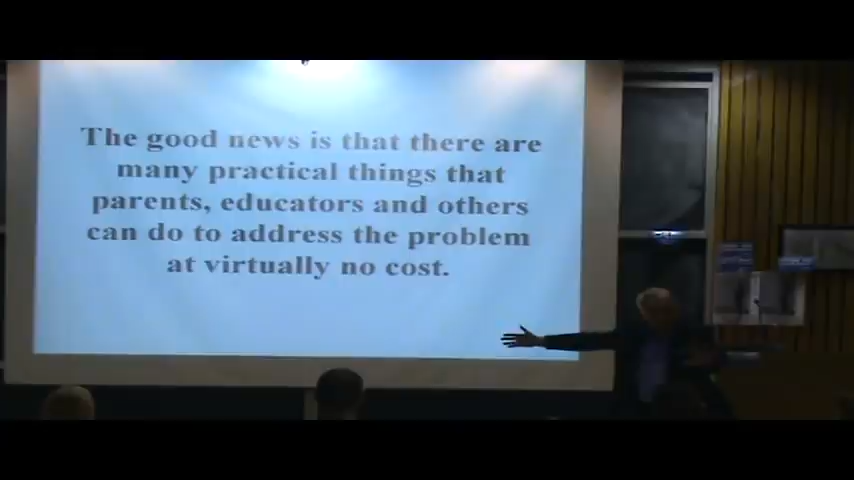 The good news is that there are
many practical things that
parents, educators and others
can do to address the problem
at virtually no cost.